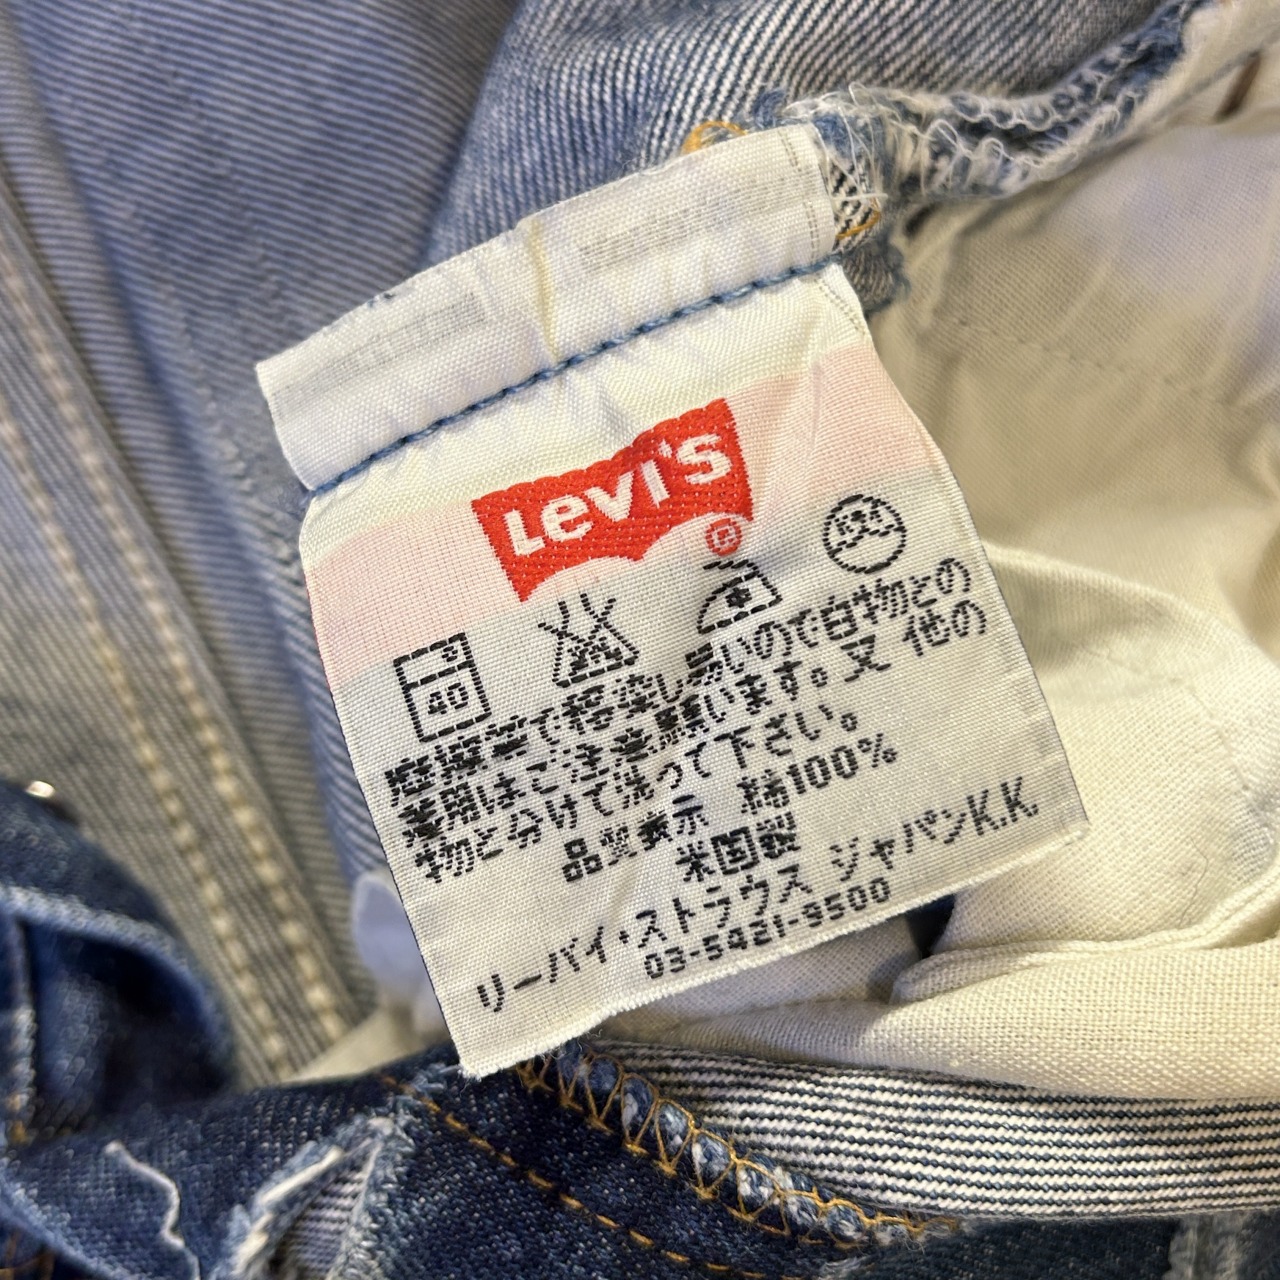 Levi's
®
40
摩擦等で移染し易いので白物との
着用はご注意願います。又 他の
物と分けて洗って下さい。
品質表示 綿100%
米国製
リーバイ・ストラウス ジャパンK.K.
03-5421-9500